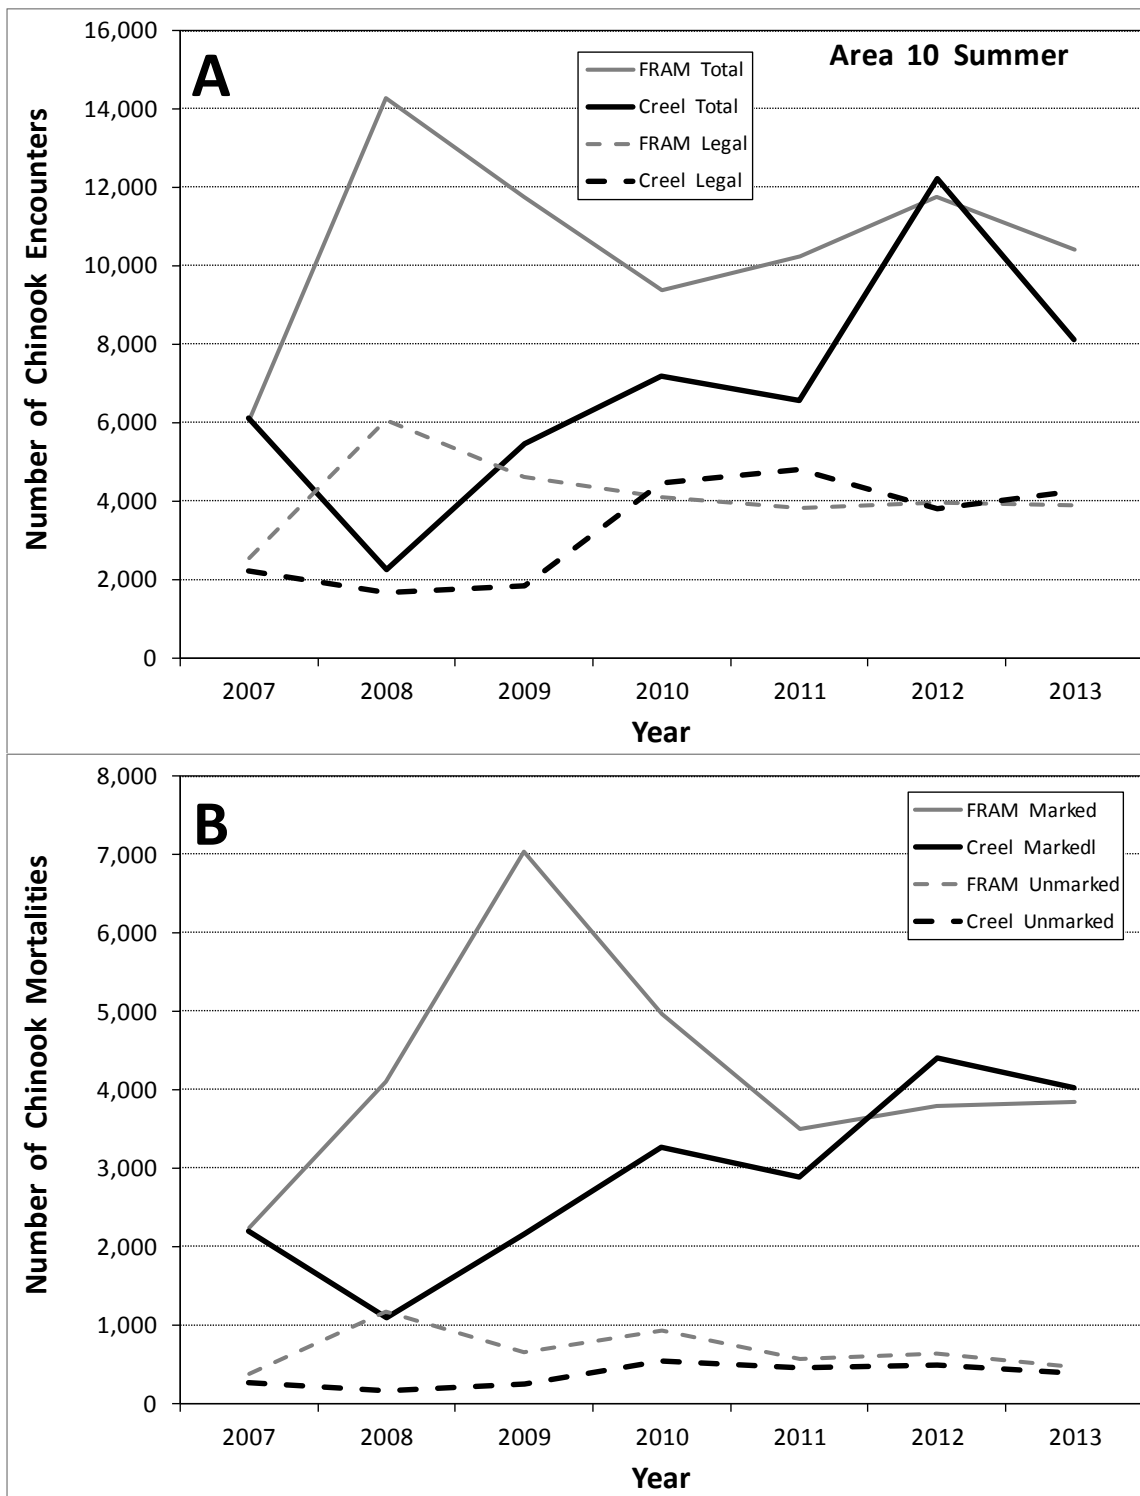 A
Area 10 Summer
FRAM Total
Creel Total
FRAM Legal
Creel Legal
Number of Chinook Encounters
16,000
14,000
12,000
10,000
8,000
6,000
4,000
2,000
0
2007 2008 2009 2010 2011 2012 2013
Year
B
FRAM Marked
Creel Markedl
FRAM Unmarked
Creel Unmarked
Number of Chinook Mortalities
8,000
7,000
6,000
5,000
4,000
3,000
2,000
1,000
0
2007 2008 2009 2010 2011 2012 2013
Year